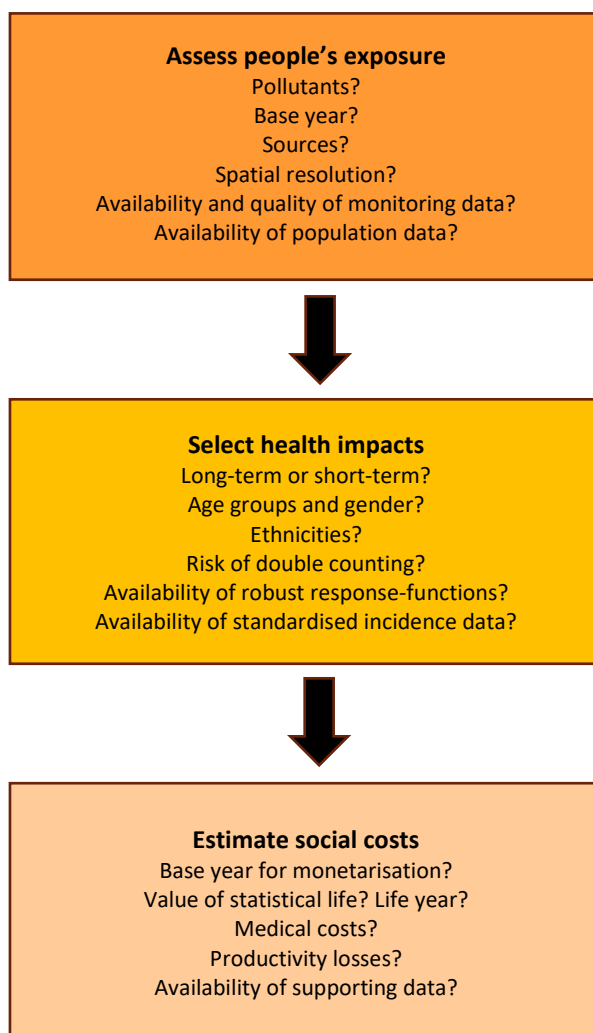 Assess people’s exposure
Pollutants?
Base year?
Sources?
Spatial resolution?
Availability and quality of monitoring data?
Availability of population data?
Select health impacts
Long-term or short-term?
Age groups and gender?
Ethnicities?
Risk of double counting?
Availability of robust response-functions?
Availability of standardised incidence data?
Estimate social costs
Base year for monetarisation?
Value of statistical life? Life year?
Medical costs?
Productivity losses?
Availability of supporting data?